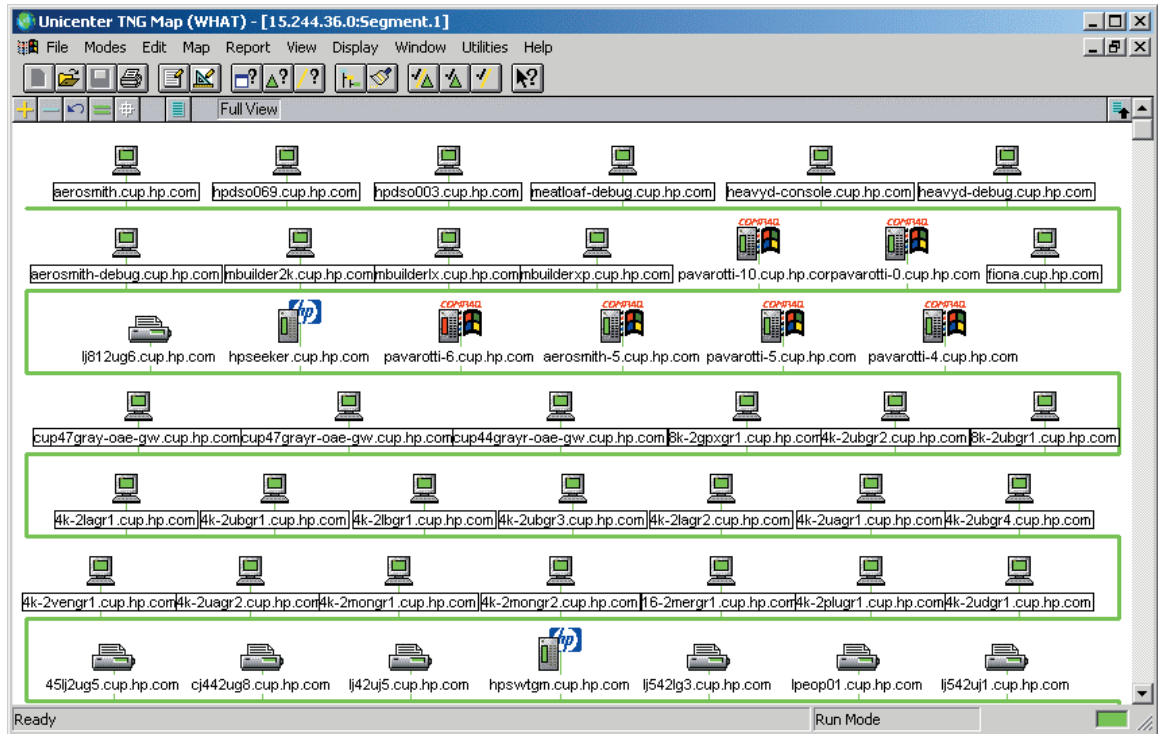 Unicenter TNG Map (WHAT) - [15.244.36.0:Segment.1]
File Modes Edit Map Report View Display Window Utilities Help
Full View
aerosmith.cup.hp.com hpdso069.cup.hp.com hpdso003.cup.hp.com meatloaf-debug.cup.hp.com heavyd-console.cup.hp.com heavyd-debug.cup.hp.com
COMPAQ COMPAQ
aerosmith-debug.cup.hp.com mbuilder2k.cup.hp.com mbuilderlx.cup.hp.com mbuilderxp.cup.hp.com pavarotti-10.cup.hp.cor pavarotti-0.cup.hp.com fiona.cup.hp.com
hp COMPAQ COMPAQ COMPAQ COMPAQ
lj812ug6.cup.hp.com hpseeker.cup.hp.com pavarotti-6.cup.hp.com aerosmith-5.cup.hp.com pavarotti-5.cup.hp.com pavarotti-4.cup.hp.com
cup47gray-oae-gw.cup.hp.com cup47grayr-oae-gw.cup.hp.com cup44grayr-oae-gw.cup.hp.com 8k-2gpxgr1.cup.hp.com 4k-2ubgr2.cup.hp.com 8k-2ubgr1.cup.hp.com
4k-2lagr1.cup.hp.com 4k-2ubgr1.cup.hp.com 4k-2lbgr1.cup.hp.com 4k-2ubgr3.cup.hp.com 4k-2lagr2.cup.hp.com 4k-2uagr1.cup.hp.com 4k-2ubgr4.cup.hp.com
4k-2vengr1.cup.hp.com 4k-2uagr2.cup.hp.com 4k-2mongr1.cup.hp.com 4k-2mongr2.cup.hp.com 16-2mergr1.cup.hp.com 4k-2plugr1.cup.hp.com 4k-2udgr1.cup.hp.com
hp
45lj2ug5.cup.hp.com cj442ug8.cup.hp.com lj42uj5.cup.hp.com hpswtgm.cup.hp.com lj542lg3.cup.hp.com lpeop01.cup.hp.com lj542uj1.cup.hp.com
Ready Run Mode